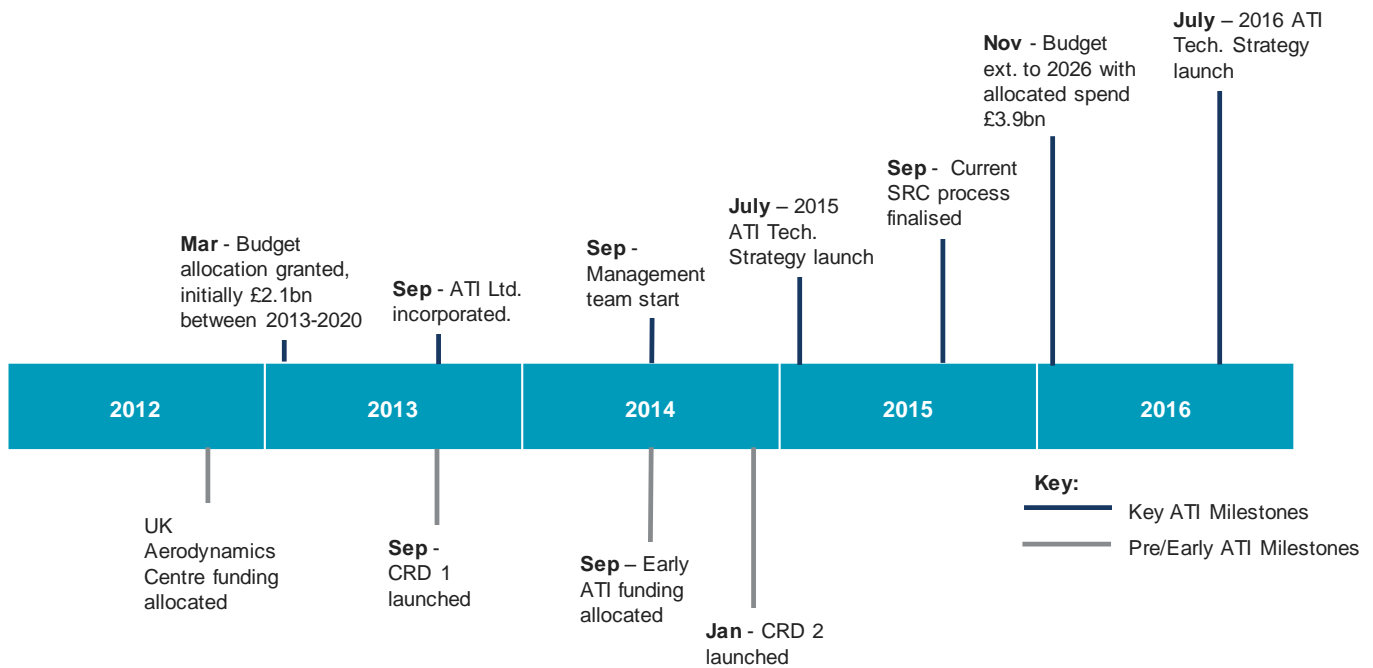 July – 2016 ATI
Tech. Strategy
launch
Nov - Budget
ext. to 2026 with
allocated spend
£3.9bn
Sep - Current
SRC process
finalised
July – 2015
ATI Tech.
Strategy launch
Sep -
Management
team start
Mar - Budget
allocation granted,
initially £2.1bn
between 2013-2020
Sep - ATI Ltd.
incorporated.
2012
2013
2014
2015
2016
UK
Aerodynamics
Centre funding
allocated
Sep -
CRD 1
launched
Sep – Early
ATI funding
allocated
Jan - CRD 2
launched
Key:
Key ATI Milestones
Pre/Early ATI Milestones